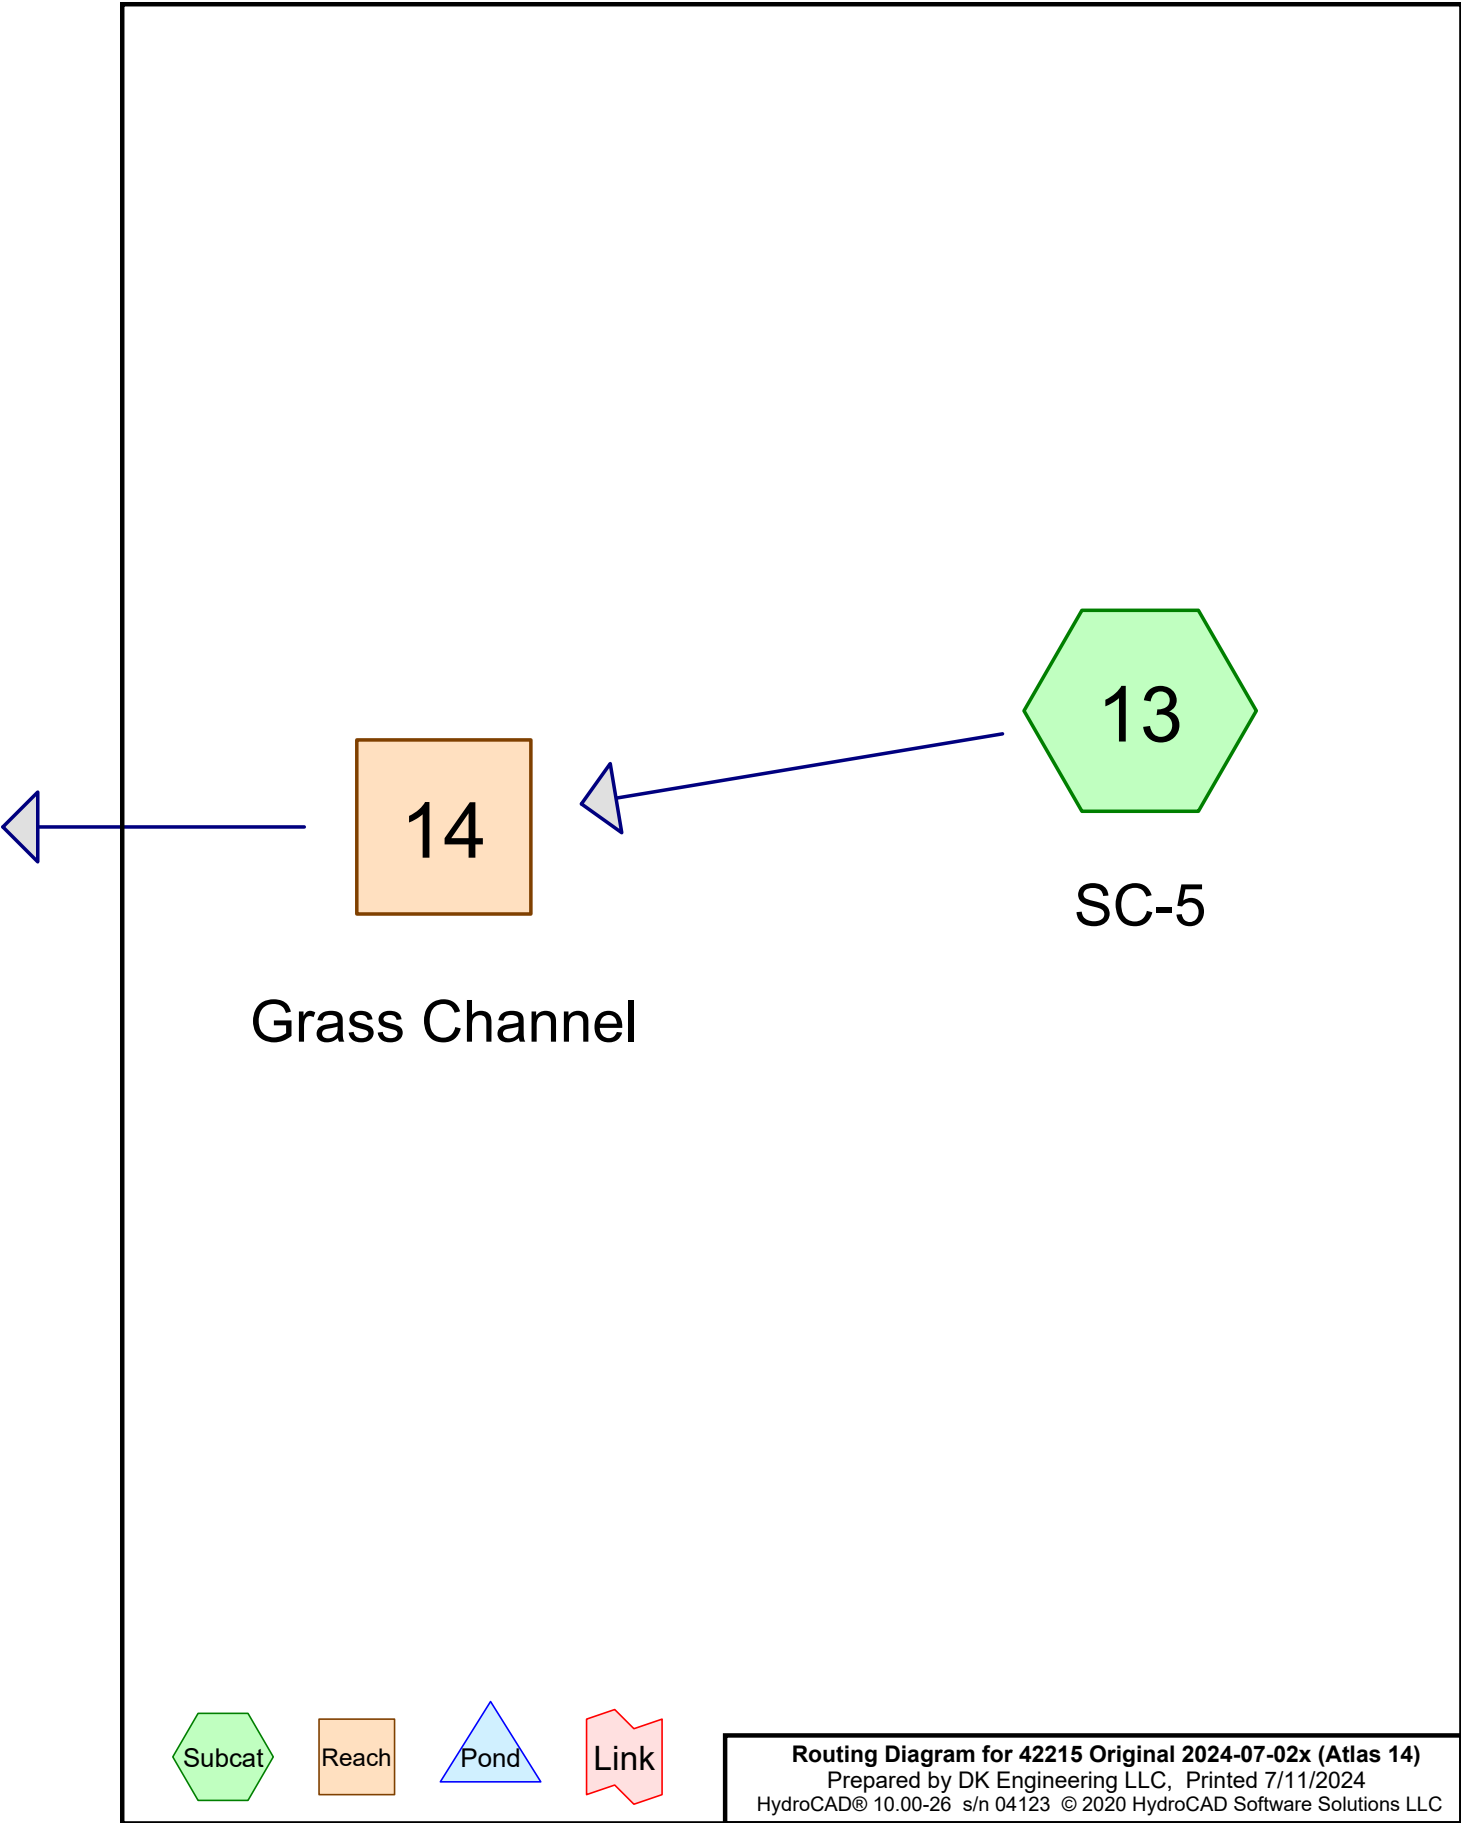 13
14
SC-5
Grass Channel
Subcat
Reach
Pond
Link
Routing Diagram for 42215 Original 2024-07-02x (Atlas 14)
Prepared by DK Engineering LLC,  Printed 7/11/2024
HydroCAD® 10.00-26  s/n 04123  © 2020 HydroCAD Software Solutions LLC